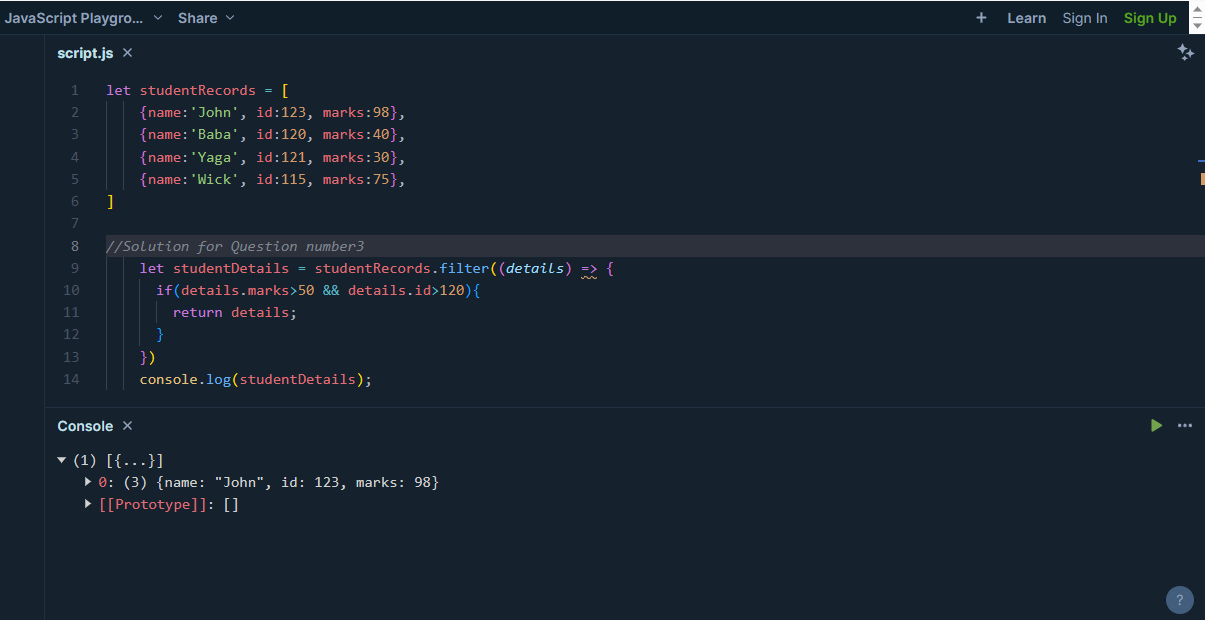 JavaScript Playgro... Share + Learn Sign In Sign Up
script.js ×
1 let studentRecords = [
2 {name:'John', id:123, marks:98},
3 {name:'Baba', id:120, marks:40},
4 {name:'Yaga', id:121, marks:30},
5 {name:'Wick', id:115, marks:75},
6 ]
7
8 //Solution for Question number3
9 let studentDetails = studentRecords.filter((details) => {
10 if(details.marks>50 && details.id>120){
11 return details;
12 }
13 })
14 console.log(studentDetails);
Console ×
(1) [{...}]
0: (3) {name: "John", id: 123, marks: 98}
[[Prototype]]: []
?